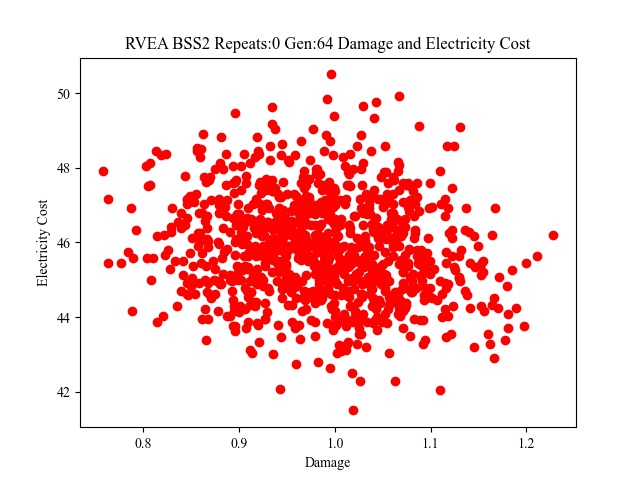 RVEA BSS2 Repeats:0 Gen:64 Damage and Electricity Cost
50
48
46
44
42
Electricity Cost
0.8 0.9 1.0 1.1 1.2
Damage